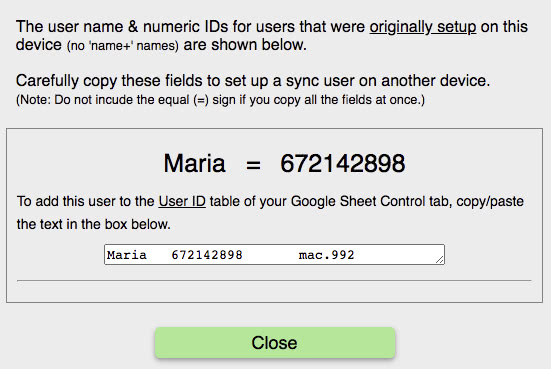 The user name & numeric IDs for users that were originally setup on this
device (no 'name+' names) are shown below.
Carefully copy these fields to set up a sync user on another device.
(Note: Do not incude the equal (=) sign if you copy all the fields at once.)
Maria = 672142898
To add this user to the User ID table of your Google Sheet Control tab, copy/paste
the text in the box below.
Maria 672142898 mac.992
Close